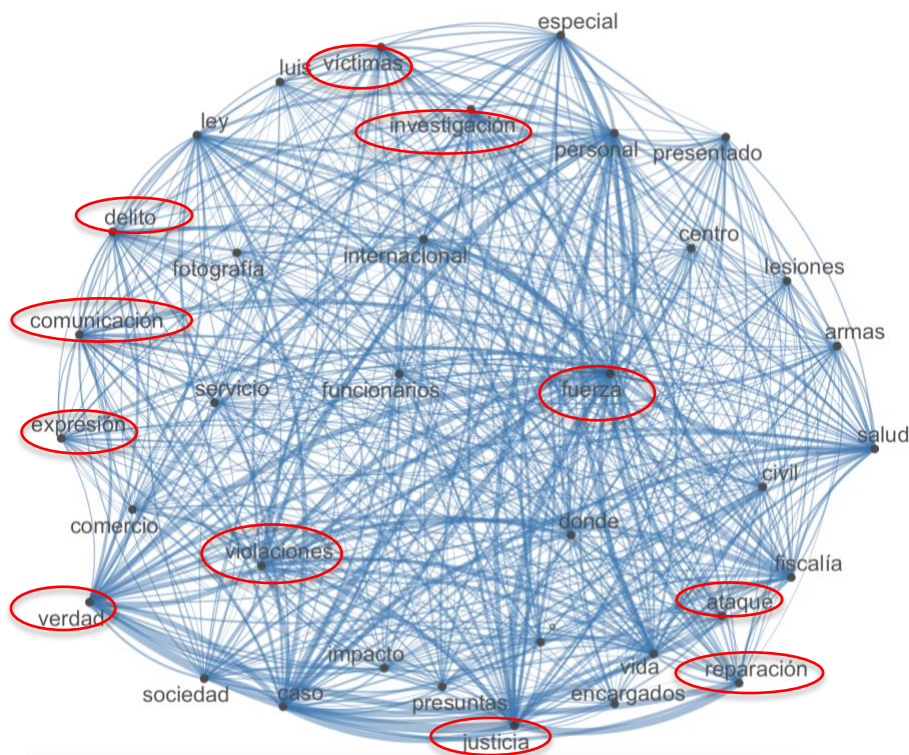 especial
víctimas
luis
investigación
ley
personal
presentado
delito
centro
internacional
fotografía
lesiones
comunicación
armas
servicio
funcionarios
fuerza
expresión
salud
civil
comercio
donde
violaciones
fiscalía
ataque
verdad
º
impacto
vida
reparación
sociedad
caso
presuntas
encargados
justicia